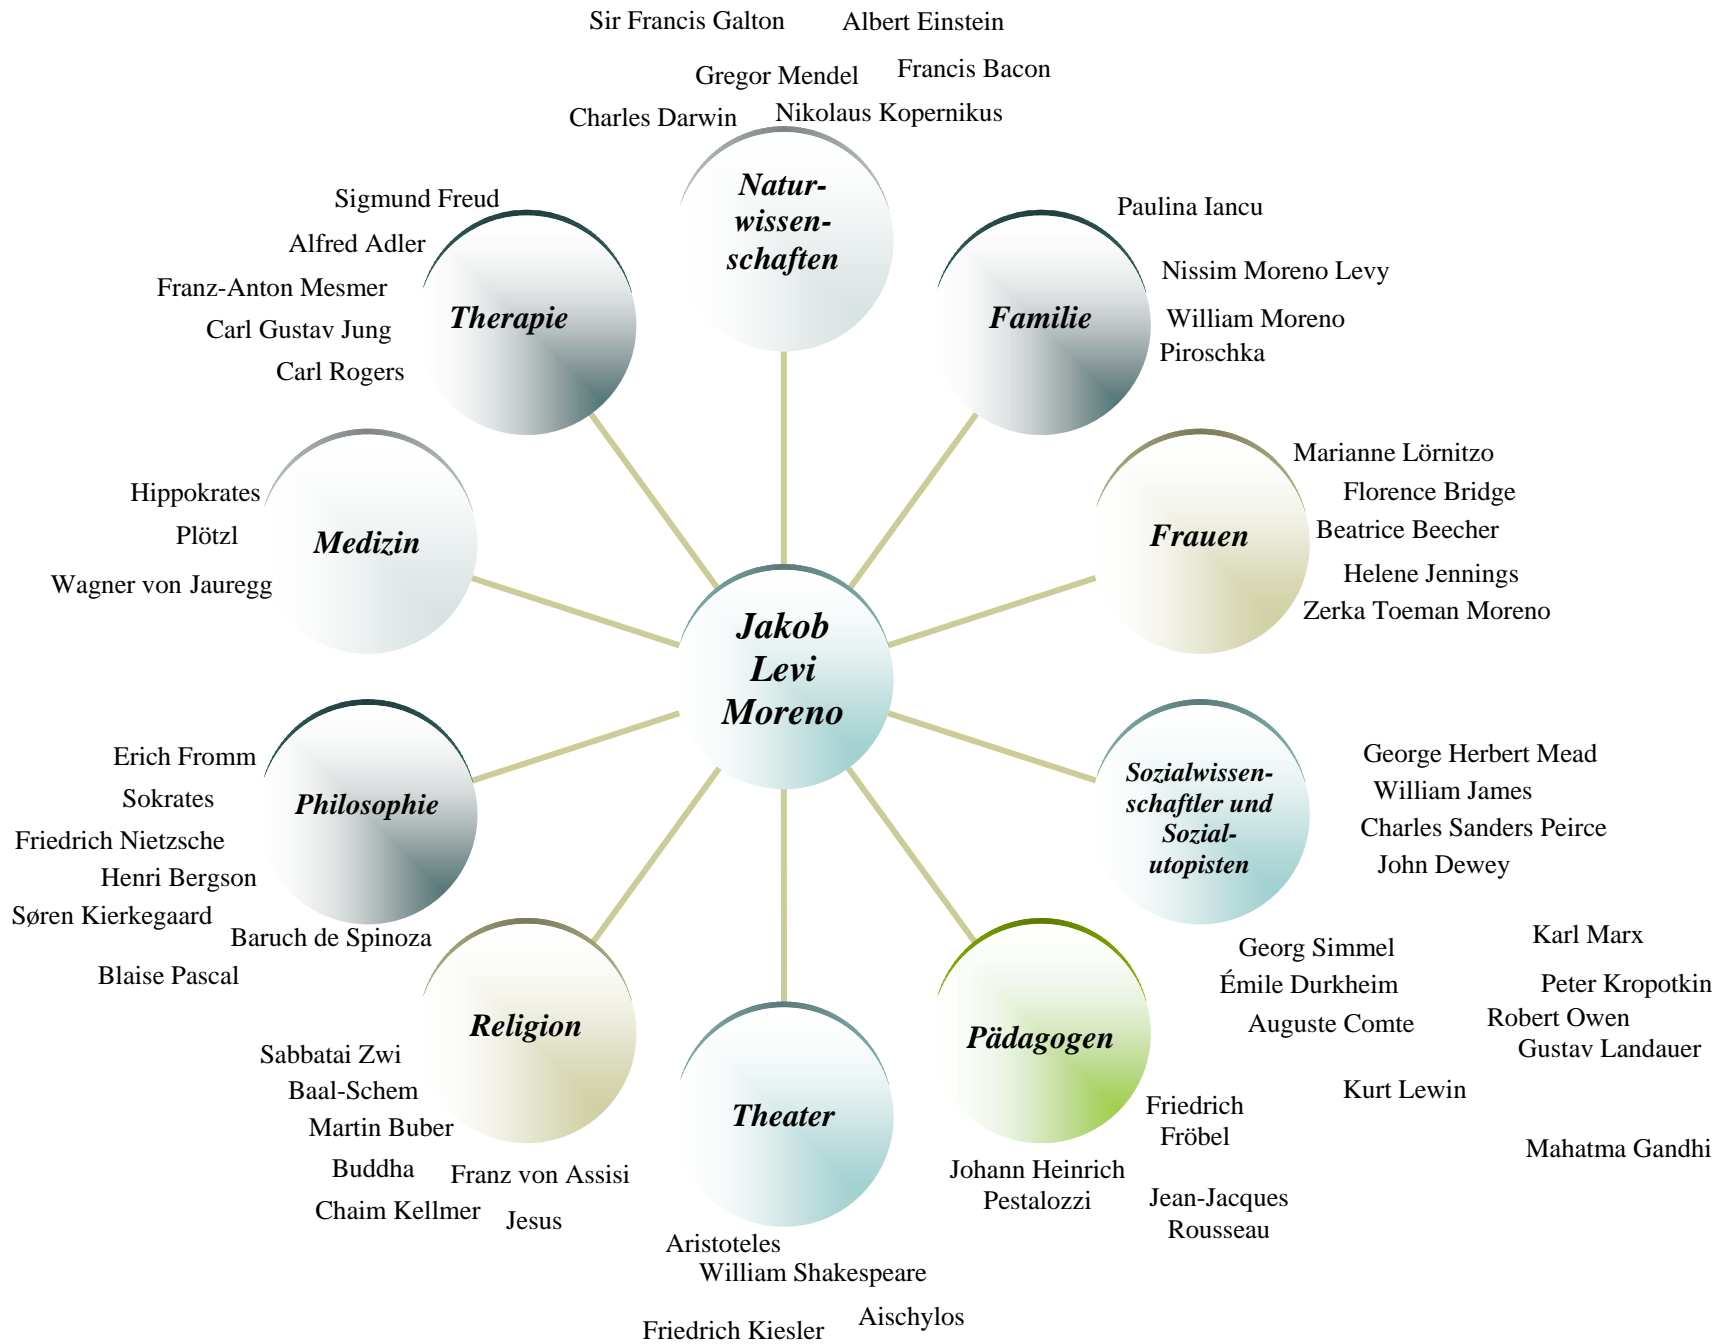 Sir Francis Galton
Albert Einstein
Gregor Mendel
Francis Bacon
Charles Darwin
Nikolaus Kopernikus
Natur-
wissen-
schaften
Sigmund Freud
Alfred Adler
Franz-Anton Mesmer
Carl Gustav Jung
Carl Rogers
Therapie
Paulina Iancu
Nissim Moreno Levy
William Moreno
Piroschka
Familie
Hippokrates
Plötzl
Wagner von Jauregg
Medizin
Marianne Lörnitzo
Florence Bridge
Beatrice Beecher
Helene Jennings
Zerka Toeman Moreno
Frauen
Jakob
Levi
Moreno
Erich Fromm
Sokrates
Friedrich Nietzsche
Henri Bergson
Søren Kierkegaard
Baruch de Spinoza
Blaise Pascal
Philosophie
Sozialwissen-
schaftler und
Sozial-
utopisten
George Herbert Mead
William James
Charles Sanders Peirce
John Dewey
Georg Simmel
Émile Durkheim
Auguste Comte
Karl Marx
Peter Kropotkin
Robert Owen
Gustav Landauer
Kurt Lewin
Mahatma Gandhi
Religion
Sabbatai Zwi
Baal-Schem
Martin Buber
Buddha
Franz von Assisi
Chaim Kellmer
Jesus
Theater
Aristoteles
William Shakespeare
Aischylos
Friedrich Kiesler
Pädagogen
Friedrich
Fröbel
Johann Heinrich
Pestalozzi
Jean-Jacques
Rousseau